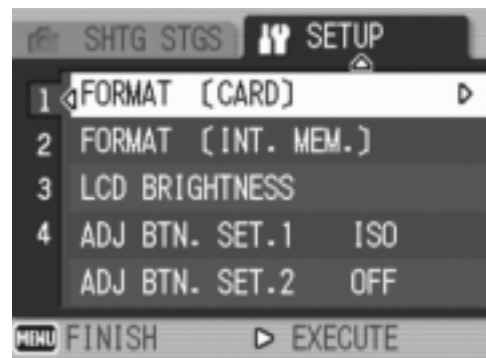 SHTG STGS SETUP
1 FORMAT [CARD]
2 FORMAT [INT. MEM.]
3 LCD BRIGHTNESS
4 ADJ BTN. SET.1 ISO
ADJ BTN. SET.2 OFF
MENU FINISH EXECUTE